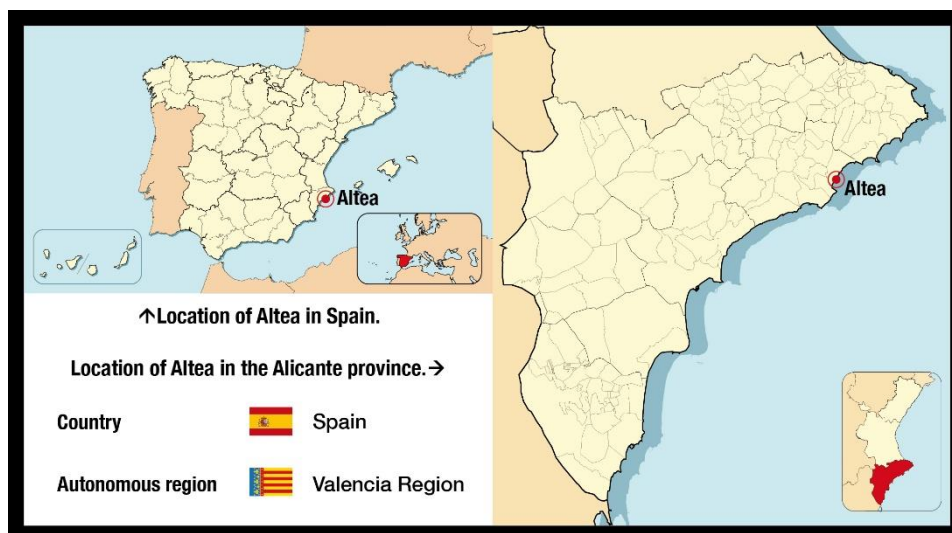 Altea
↑Location of Altea in Spain.
Location of Altea in the Alicante province.→
Country Spain
Autonomous region Valencia Region
Altea